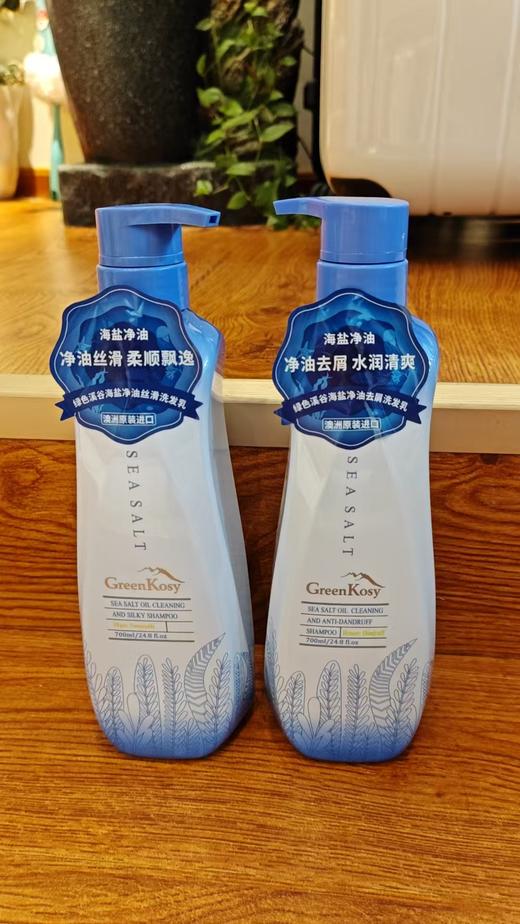 海盐净油
净油丝滑 柔顺飘逸
绿色溪谷海盐净油丝滑洗发乳
澳洲原装进口
SEA SALT
GreenKosy
SEA SALT OIL CLEANING
AND SILKY SHAMPOO
700ml/24.8 fl.oz
海盐净油
净油去屑 水润清爽
绿色溪谷海盐净油去屑洗发乳
澳洲原装进口
SEA SALT
GreenKosy
SEA SALT OIL CLEANING
AND ANTI-DANDRUFF
SHAMPOO
700ml/24.8 fl.oz